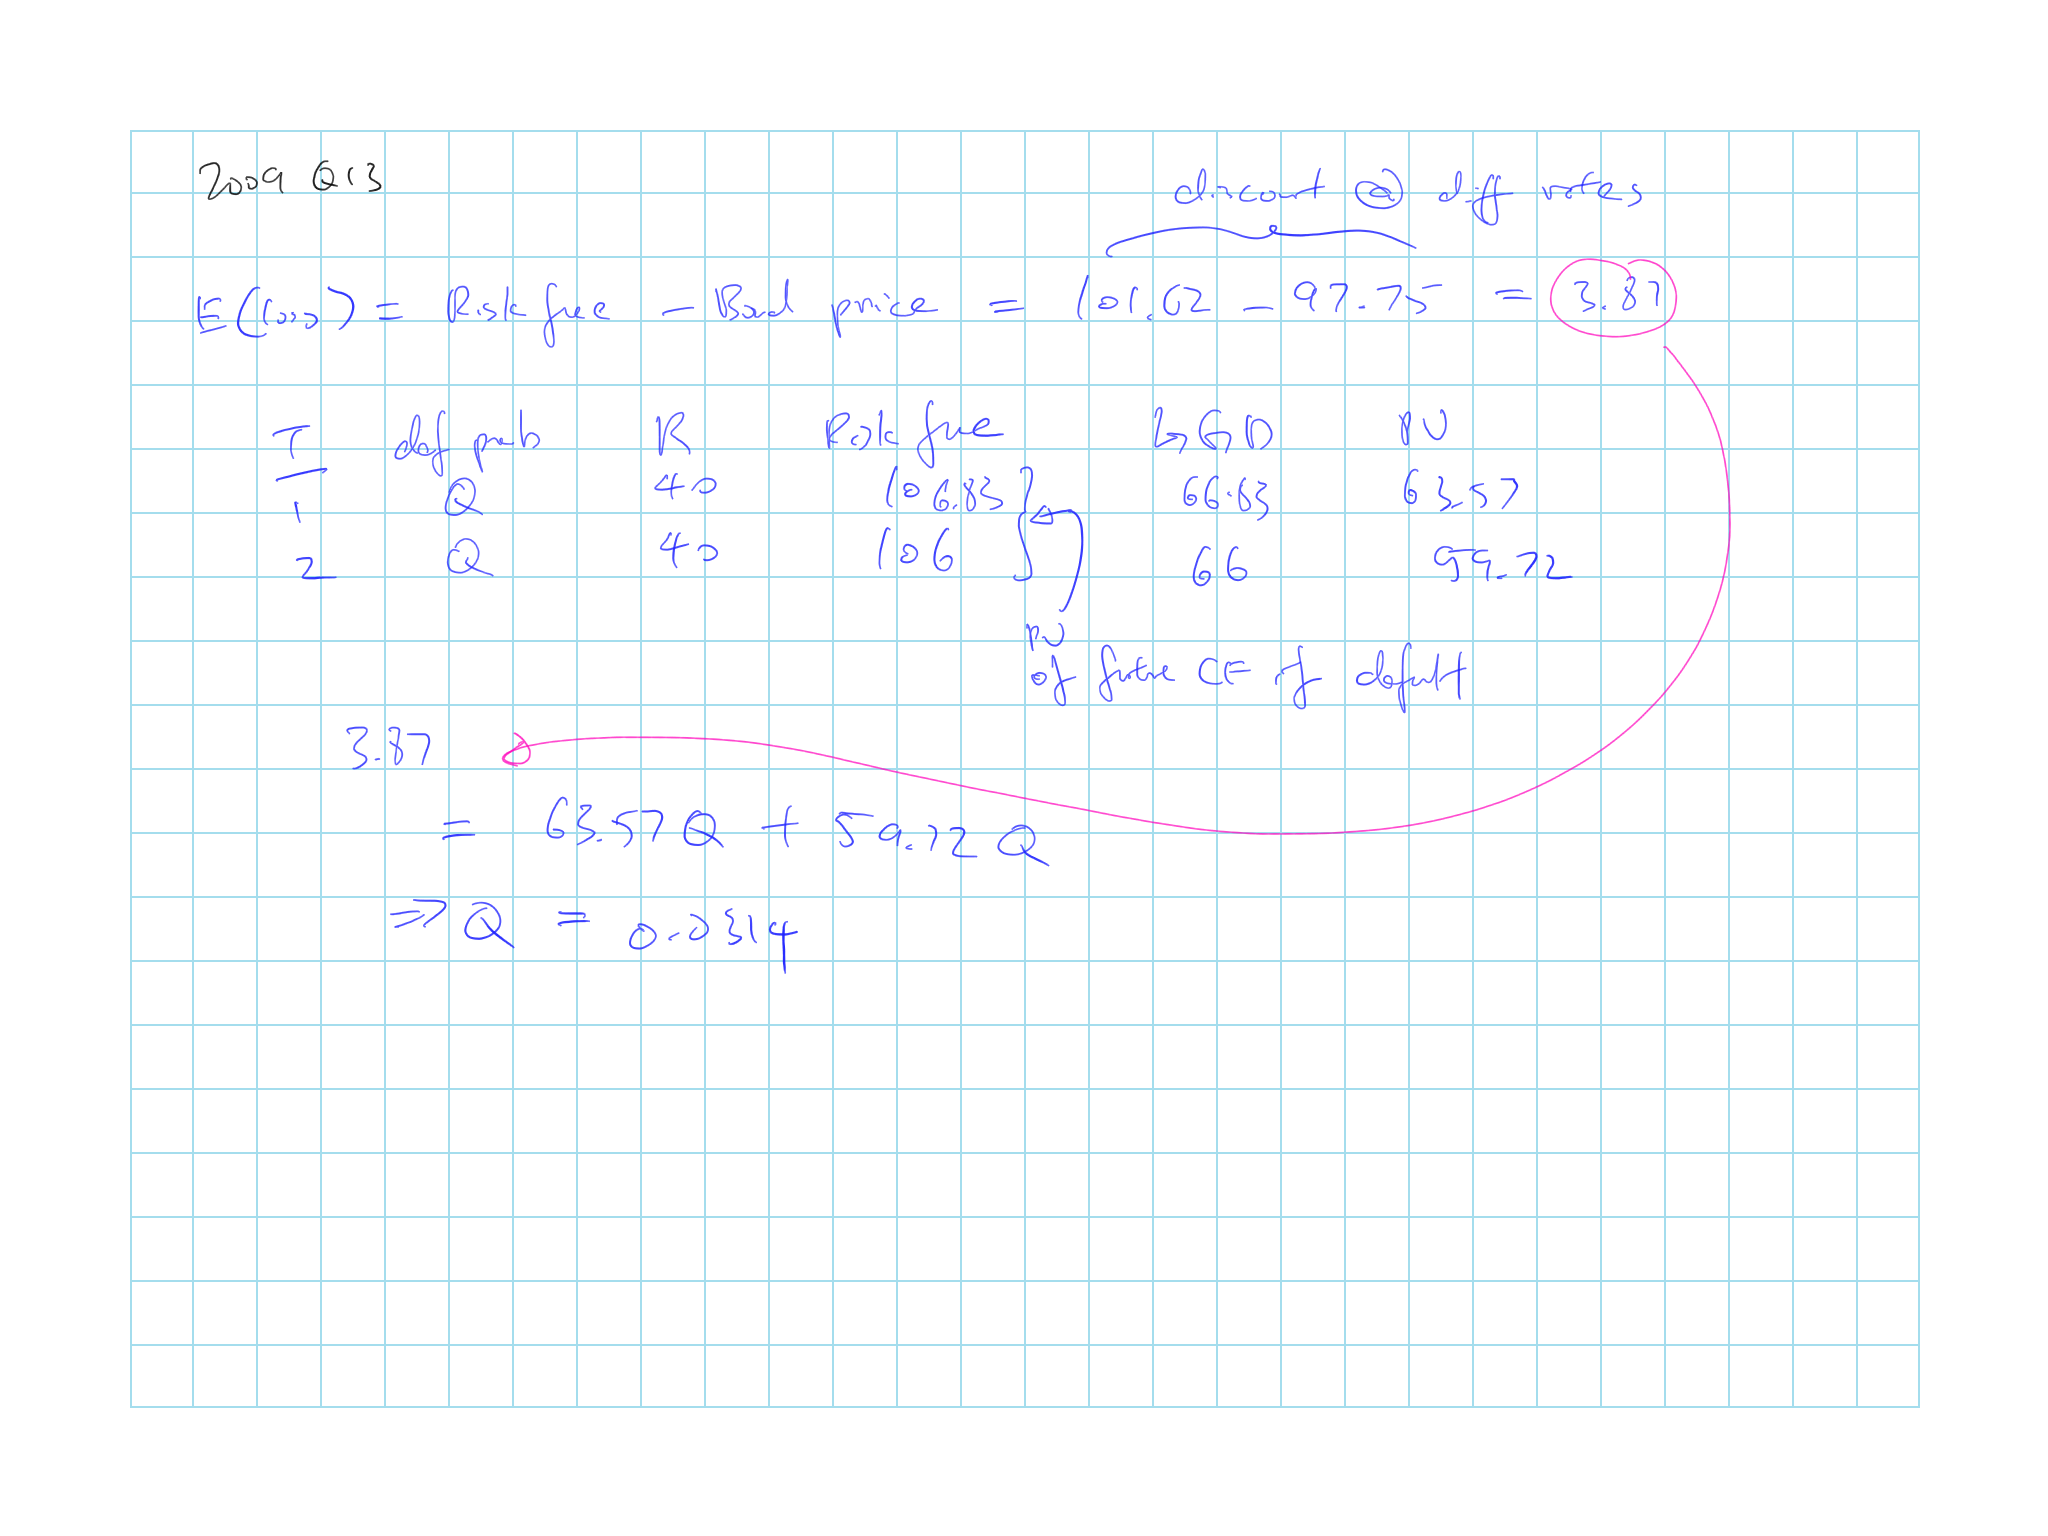 2009 Q13
discount @ diff rates
E(loss) = Risk free - Bond price = 101.62 - 97.75 = 3.87
T def prob R Risk free LGD PV
1 Q 40 106.83 66.83 63.57
2 Q 40 106 66 59.72
PV
of future CF if default
3.87
= 63.57Q + 59.72Q
⇒ Q = 0.0314